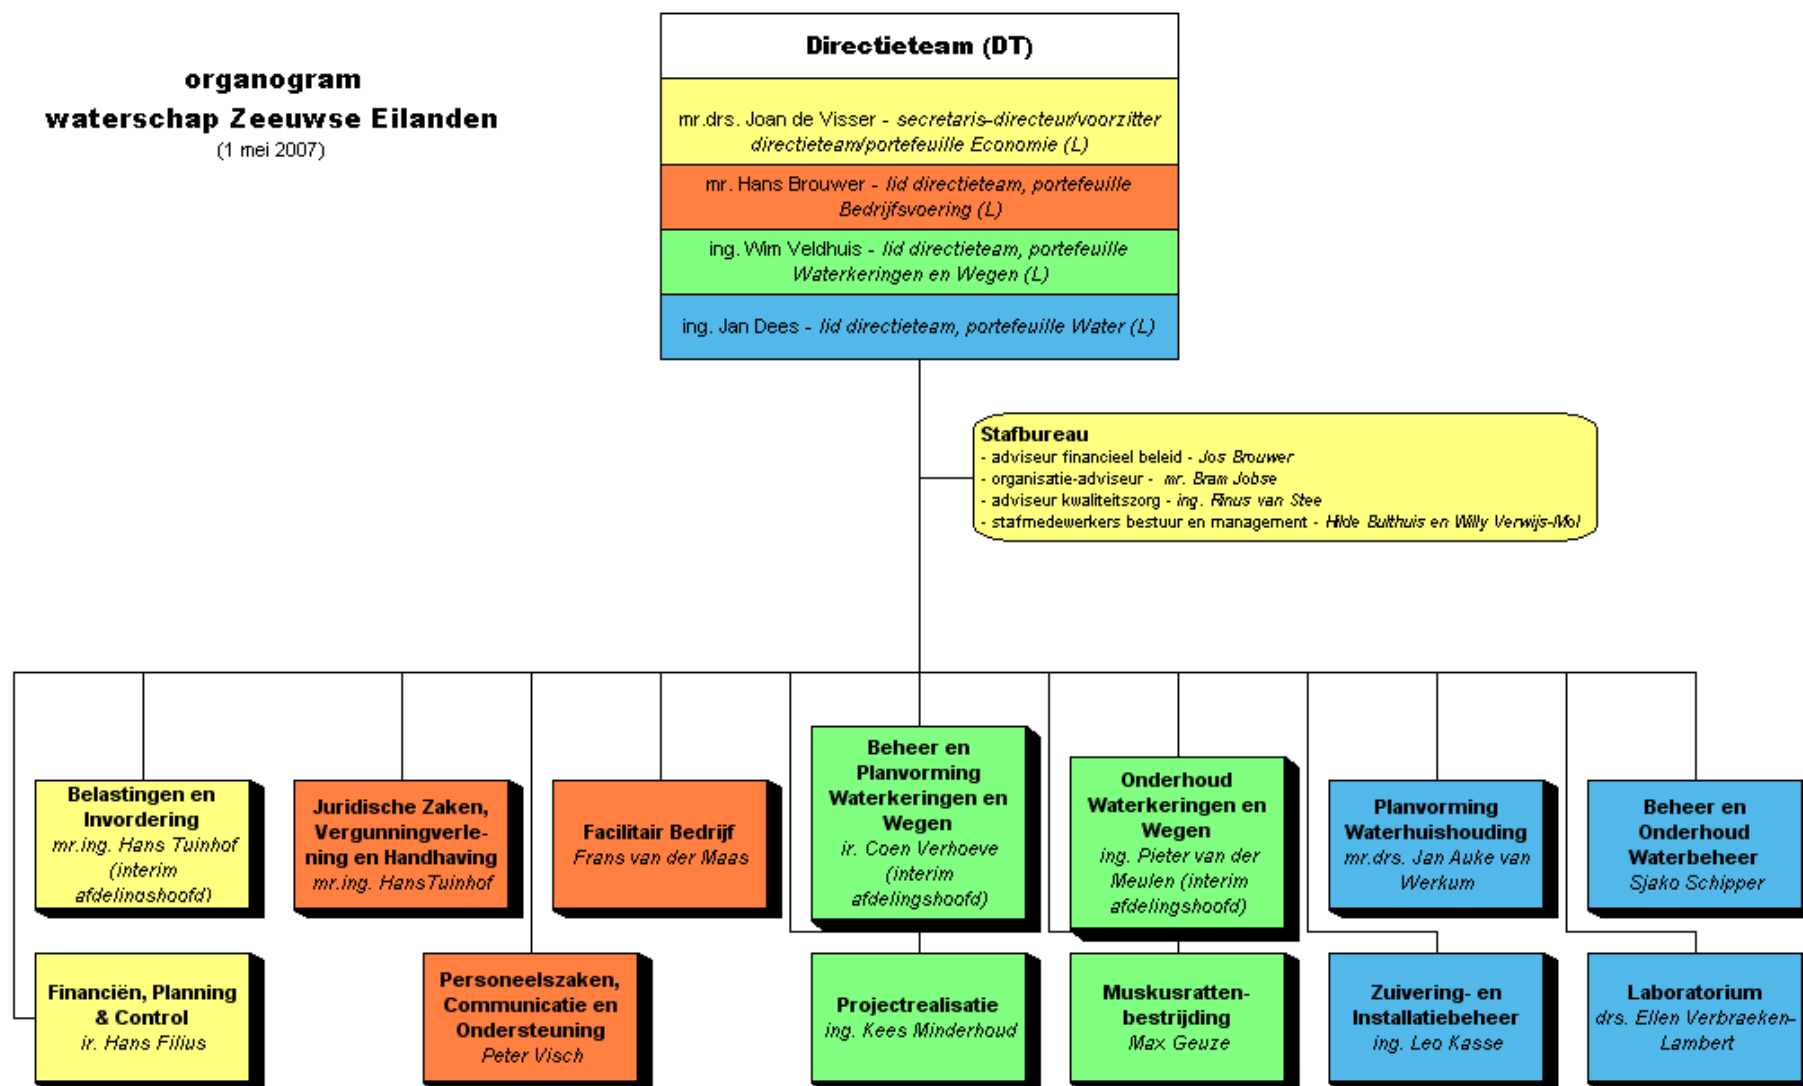 organogram
waterschap Zeeuwse Eilanden
(1 mei 2007)
Directieteam (DT)
mr.drs. Joan de Visser - secretaris-directeur/voorzitter
directieteam/portefeuille Economie (L)
mr. Hans Brouwer - lid directieteam, portefeuille
Bedrijfsvoering (L)
ing. Wim Veldhuis - lid directieteam, portefeuille
Waterkeringen en Wegen (L)
ing. Jan Dees - lid directieteam, portefeuille Water (L)
Stafbureau
- adviseur financieel beleid - Jos Brouwer
- organisatie-adviseur - mr. Bram Jobse
- adviseur kwaliteitszorg - ing. Rinus van Stee
- stafmedewerkers bestuur en management - Hilde Bulthuis en Willy Verwijs-Mol
Belastingen en
Invordering
mr.ing. Hans Tuinhof
(interim
afdelingshoofd)
Juridische Zaken,
Vergunningverle-
ning en Handhaving
mr.ing. HansTuinhof
Facilitair Bedrijf
Frans van der Maas
Beheer en
Planvorming
Waterkeringen en
Wegen
ir. Coen Verhoeve
(interim
afdelingshoofd)
Onderhoud
Waterkeringen en
Wegen
ing. Pieter van der
Meulen (interim
afdelingshoofd)
Planvorming
Waterhuishouding
mr.drs. Jan Auke van
Werkum
Beheer en
Onderhoud
Waterbeheer
Sjako Schipper
Financiën, Planning
& Control
ir. Hans Filius
Personeelszaken,
Communicatie en
Ondersteuning
Peter Visch
Projectrealisatie
ing. Kees Minderhoud
Muskusratten-
bestrijding
Max Geuze
Zuivering- en
Installatiebeheer
ing. Leo Kasse
Laboratorium
drs. Ellen Verbraeken-
Lambert